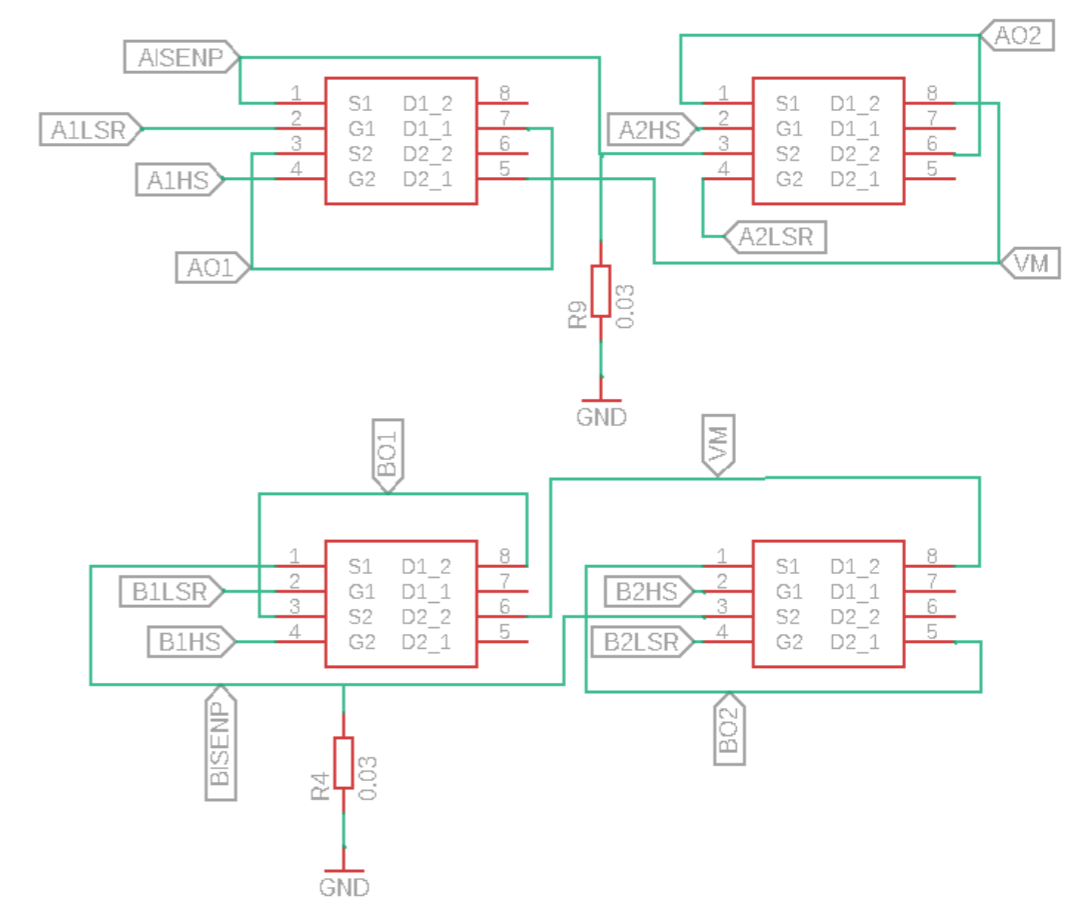 AISENP
AO2
1 S1 D1_2 8
A1LSR 2 G1 D1_1 7
3 S2 D2_2 6
A1HS 4 G2 D2_1 5
AO1
1 S1 D1_2 8
A2HS 2 G1 D1_1 7
3 S2 D2_2 6
4 G2 D2_1 5
A2LSR
VM
R9 0.03
GND
BO1
VM
1 S1 D1_2 8
B1LSR 2 G1 D1_1 7
3 S2 D2_2 6
B1HS 4 G2 D2_1 5
1 S1 D1_2 8
B2HS 2 G1 D1_1 7
3 S2 D2_2 6
B2LSR 4 G2 D2_1 5
BISENP
BO2
R4 0.03
GND